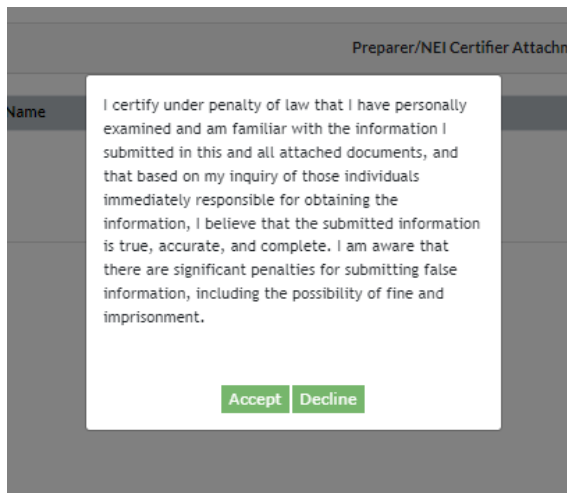 Preparer/NEI Certifier
Name
I certify under penalty of law that I have personally
examined and am familiar with the information I
submitted in this and all attached documents, and
that based on my inquiry of those individuals
immediately responsible for obtaining the
information, I believe that the submitted information
is true, accurate, and complete. I am aware that
there are significant penalties for submitting false
information, including the possibility of fine and
imprisonment.
Accept Decline